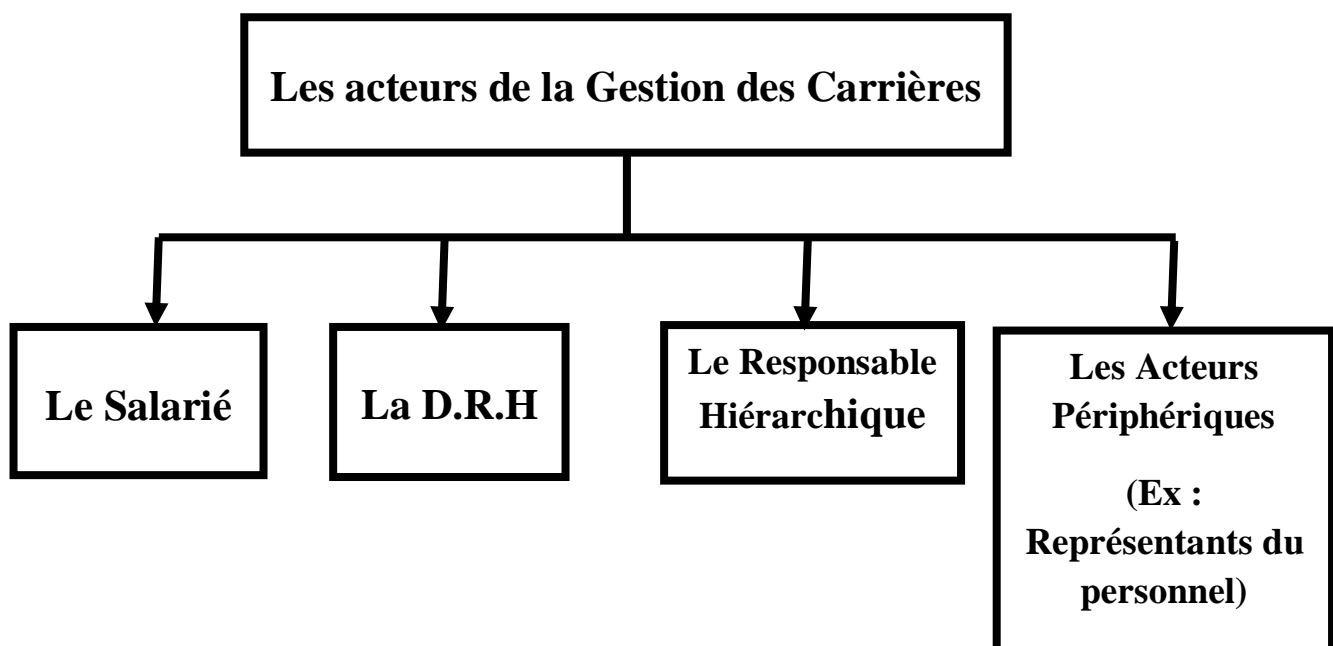 Les acteurs de la Gestion des Carrières
Le Salarié
La D.R.H
Le Responsable
Hiérarchique
Les Acteurs
Périphériques
(Ex :
Représentants du
personnel)